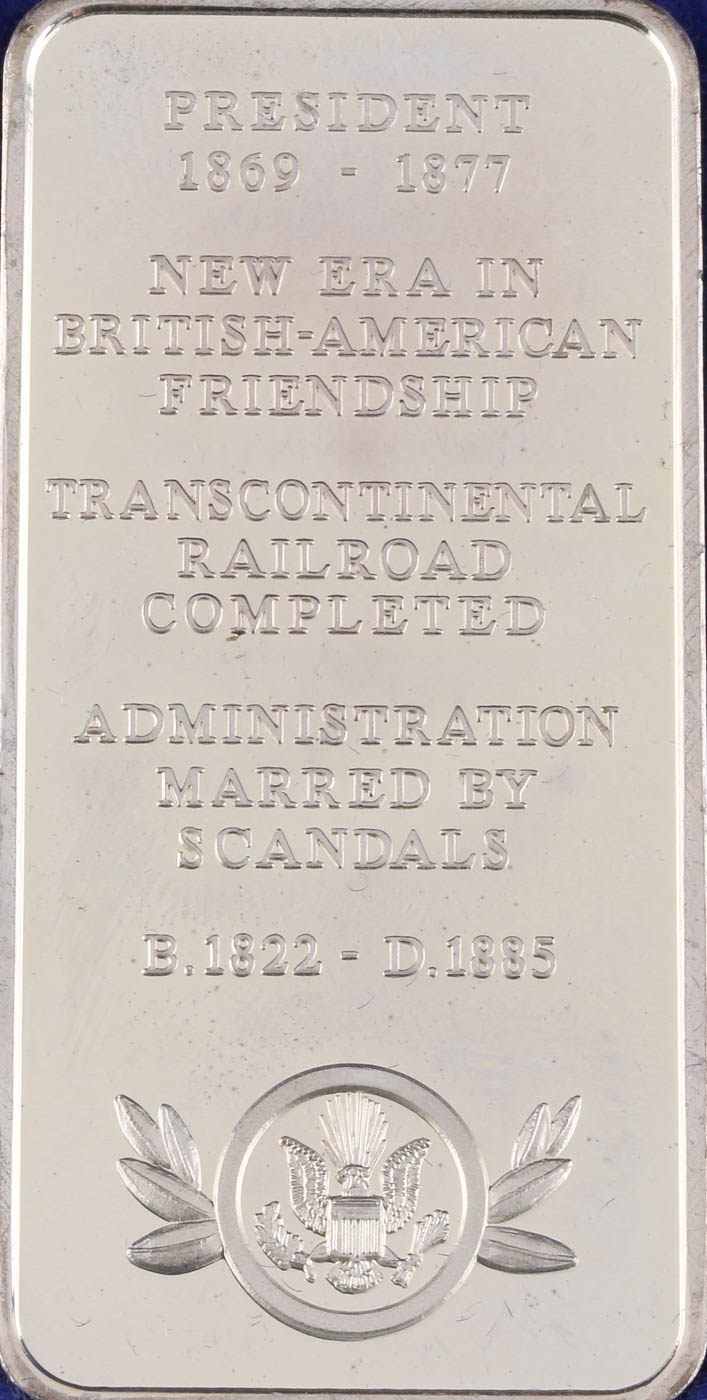 PRESIDENT
1869 - 1877
NEW ERA IN
BRITISH-AMERICAN
FRIENDSHIP
TRANSCONTINENTAL
RAILROAD
COMPLETED
ADMINISTRATION
MARRED BY
SCANDALS
B.1822 - D.1885